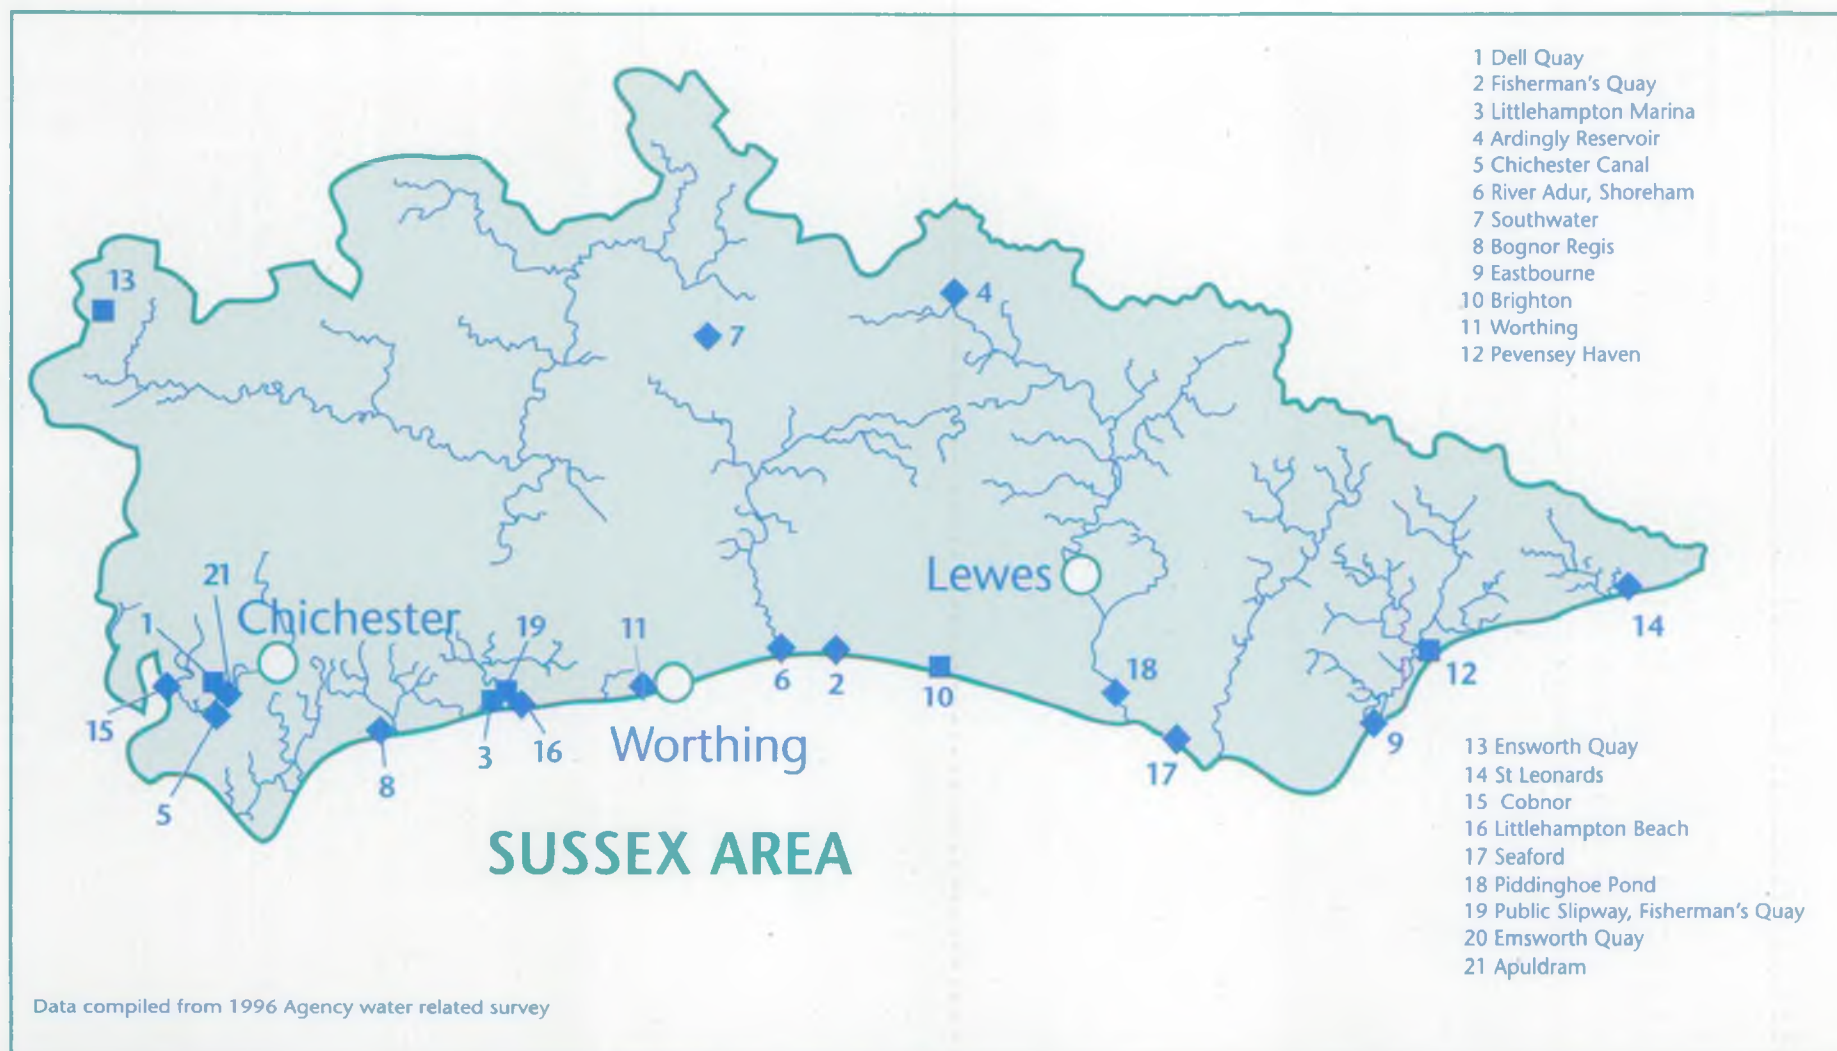 1 Dell Quay
2 Fisherman's Quay
3 Littlehampton Marina
4 Ardingly Reservoir
5 Chichester Canal
6 River Adur, Shoreham
7 Southwater
8 Bognor Regis
9 Eastbourne
10 Brighton
11 Worthing
12 Pevensey Haven
13
4
7
Lewes
21
Chichester
1
19
11
14
6
2
18
12
10
15
3
16
Worthing
9
17
8
5
13 Ensworth Quay
14 St Leonards
15 Cobnor
16 Littlehampton Beach
17 Seaford
18 Piddinghoe Pond
19 Public Slipway, Fisherman's Quay
20 Emsworth Quay
21 Apuldram
SUSSEX AREA
Data compiled from 1996 Agency water related survey